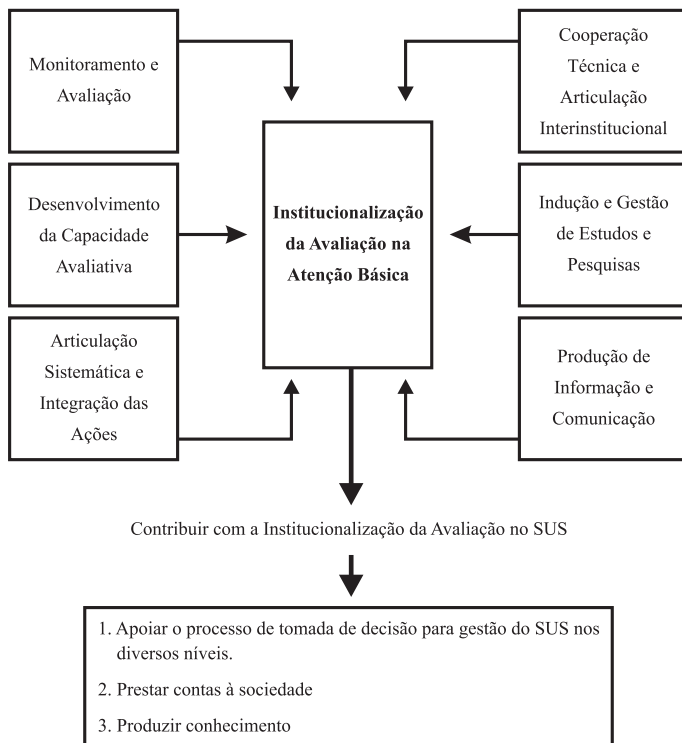 Monitoramento e
Avaliação
Cooperação
Técnica e
Articulação
Interinstitucional
Desenvolvimento
da Capacidade
Avaliativa
Institucionalização
da Avaliação na
Atenção Básica
Indução e Gestão
de Estudos e
Pesquisas
Articulação
Sistemática e
Integração das
Ações
Produção de
Informação e
Comunicação
Contribuir com a Institucionalização da Avaliação no SUS
1. Apoiar o processo de tomada de decisão para gestão do SUS nos
diversos níveis.
2. Prestar contas à sociedade
3. Produzir conhecimento